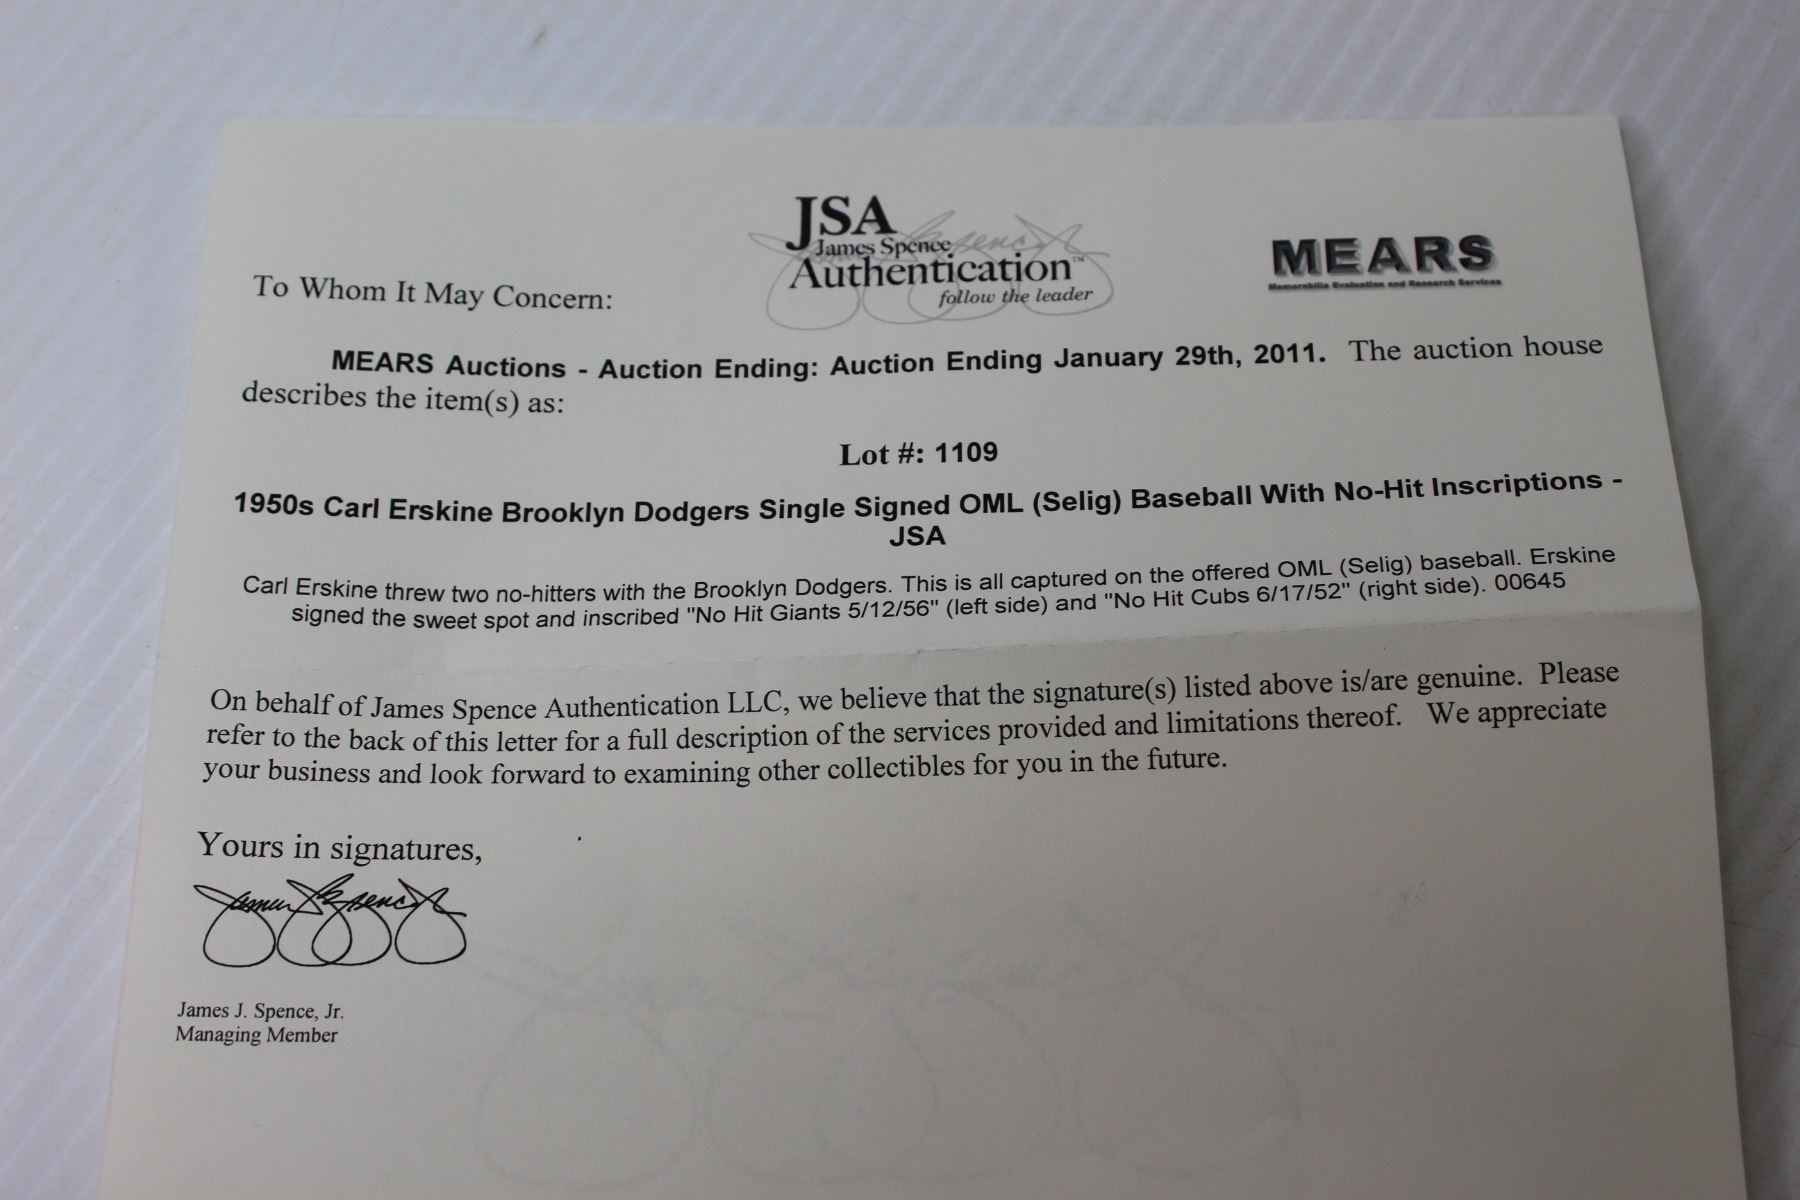 JSA
James Spence
Authentication™
follow the leader
MEARS
Memorabilia Evaluation and Research Services
To Whom It May Concern:
MEARS Auctions - Auction Ending: Auction Ending January 29th, 2011. The auction house
describes the item(s) as:
Lot #: 1109
1950s Carl Erskine Brooklyn Dodgers Single Signed OML (Selig) Baseball With No-Hit Inscriptions -
JSA
Carl Erskine threw two no-hitters with the Brooklyn Dodgers. This is all captured on the offered OML (Selig) baseball. Erskine
signed the sweet spot and inscribed "No Hit Giants 5/12/56" (left side) and "No Hit Cubs 6/17/52" (right side). 00645
On behalf of James Spence Authentication LLC, we believe that the signature(s) listed above is/are genuine. Please
refer to the back of this letter for a full description of the services provided and limitations thereof. We appreciate
your business and look forward to examining other collectibles for you in the future.
Yours in signatures,
James J. Spence, Jr.
Managing Member